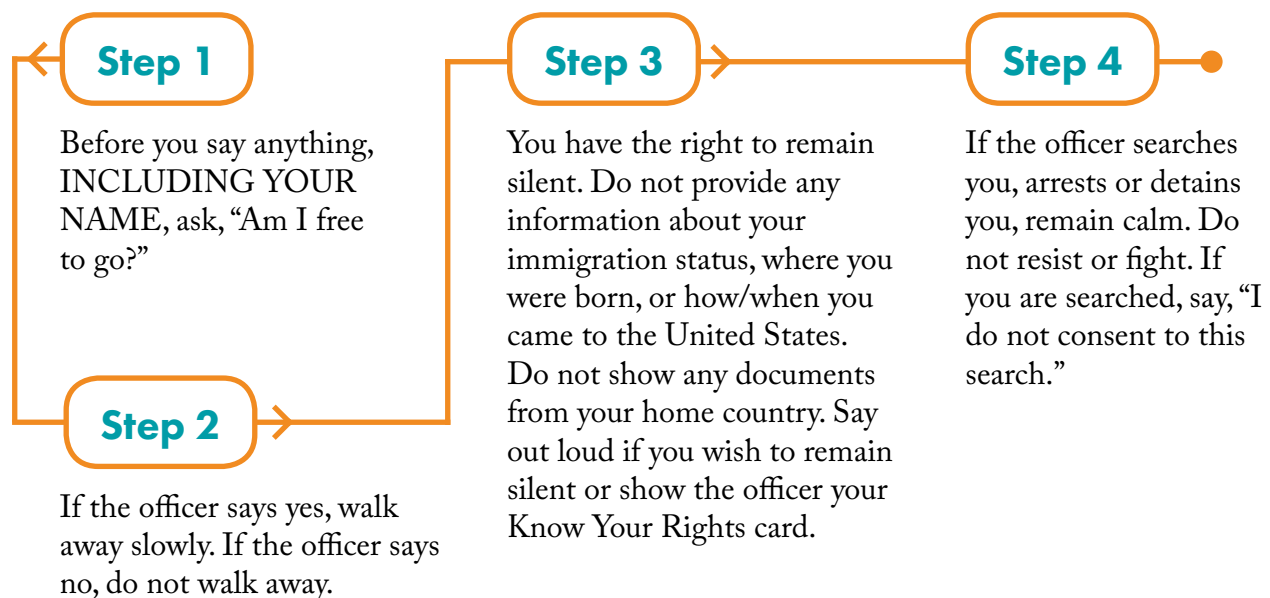 Step 1
Before you say anything,
INCLUDING YOUR
NAME, ask, “Am I free
to go?”
Step 2
If the officer says yes, walk
away slowly. If the officer says
no, do not walk away.
Step 3
You have the right to remain
silent. Do not provide any
information about your
immigration status, where you
were born, or how/when you
came to the United States.
Do not show any documents
from your home country. Say
out loud if you wish to remain
silent or show the officer your
Know Your Rights card.
Step 4
If the officer searches
you, arrests or detains
you, remain calm. Do
not resist or fight. If
you are searched, say, “I
do not consent to this
search.”